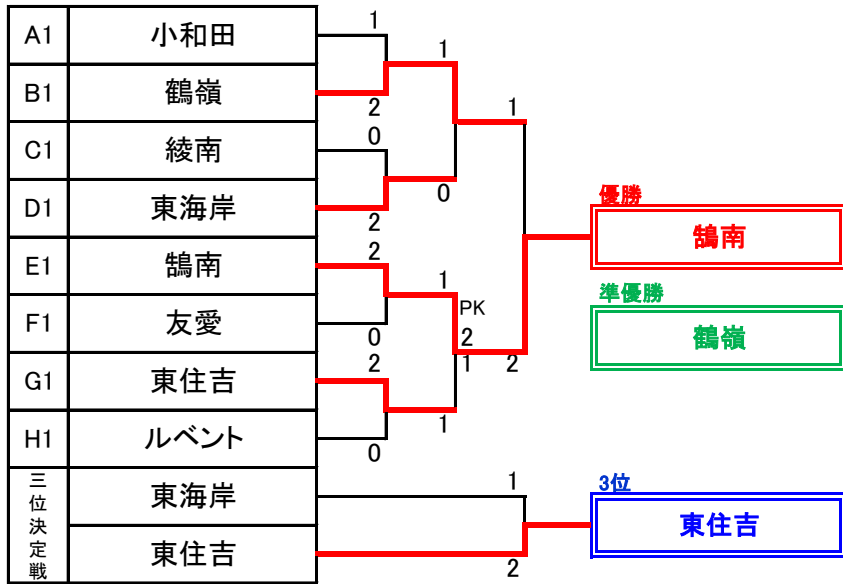 A1 小和田 1
1
B1 鶴嶺 2
1
C1 綾南 0
0
D1 東海岸 2
優勝
鵠南
E1 鵠南 2
1
PK
2
1
2
準優勝
鶴嶺
F1 友愛 0
G1 東住吉 2
1
H1 ルベント 0
三位決定戦
東海岸 1
東住吉 2
3位
東住吉